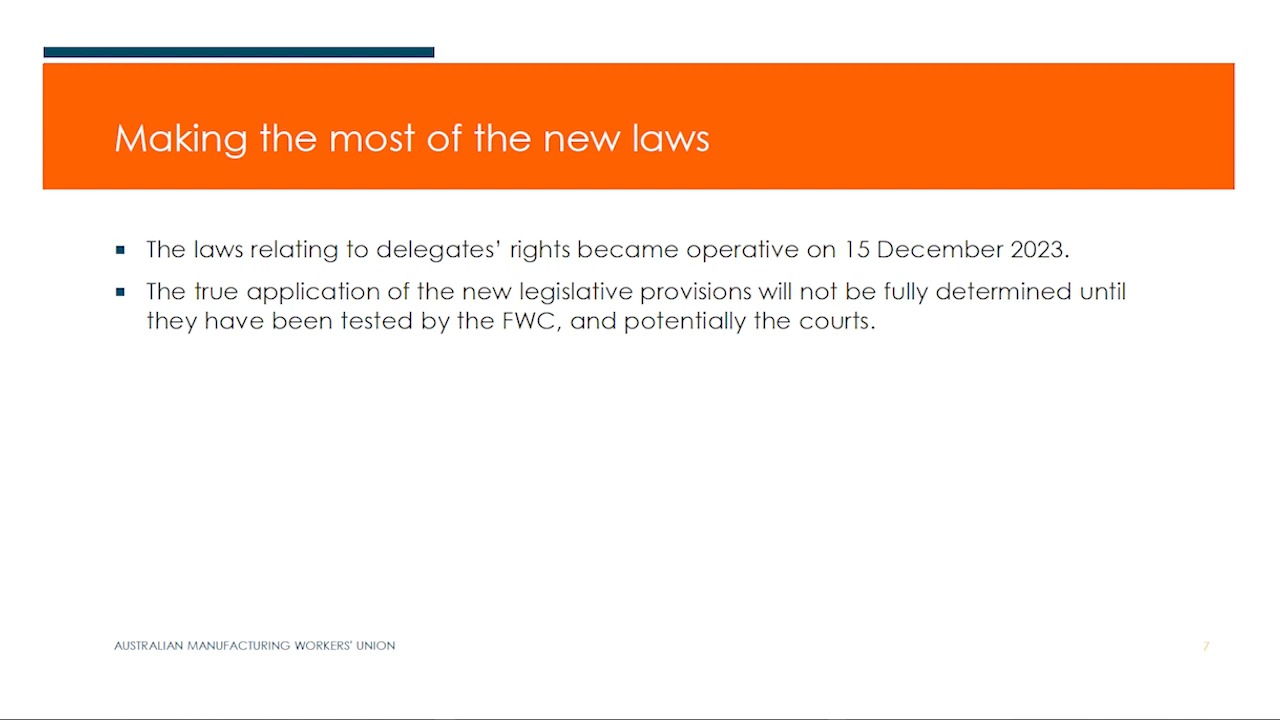 Making the most of the new laws
▪ The laws relating to delegates’ rights became operative on 15 December 2023.
▪ The true application of the new legislative provisions will not be fully determined until
they have been tested by the FWC, and potentially the courts.
AUSTRALIAN MANUFACTURING WORKERS' UNION
7